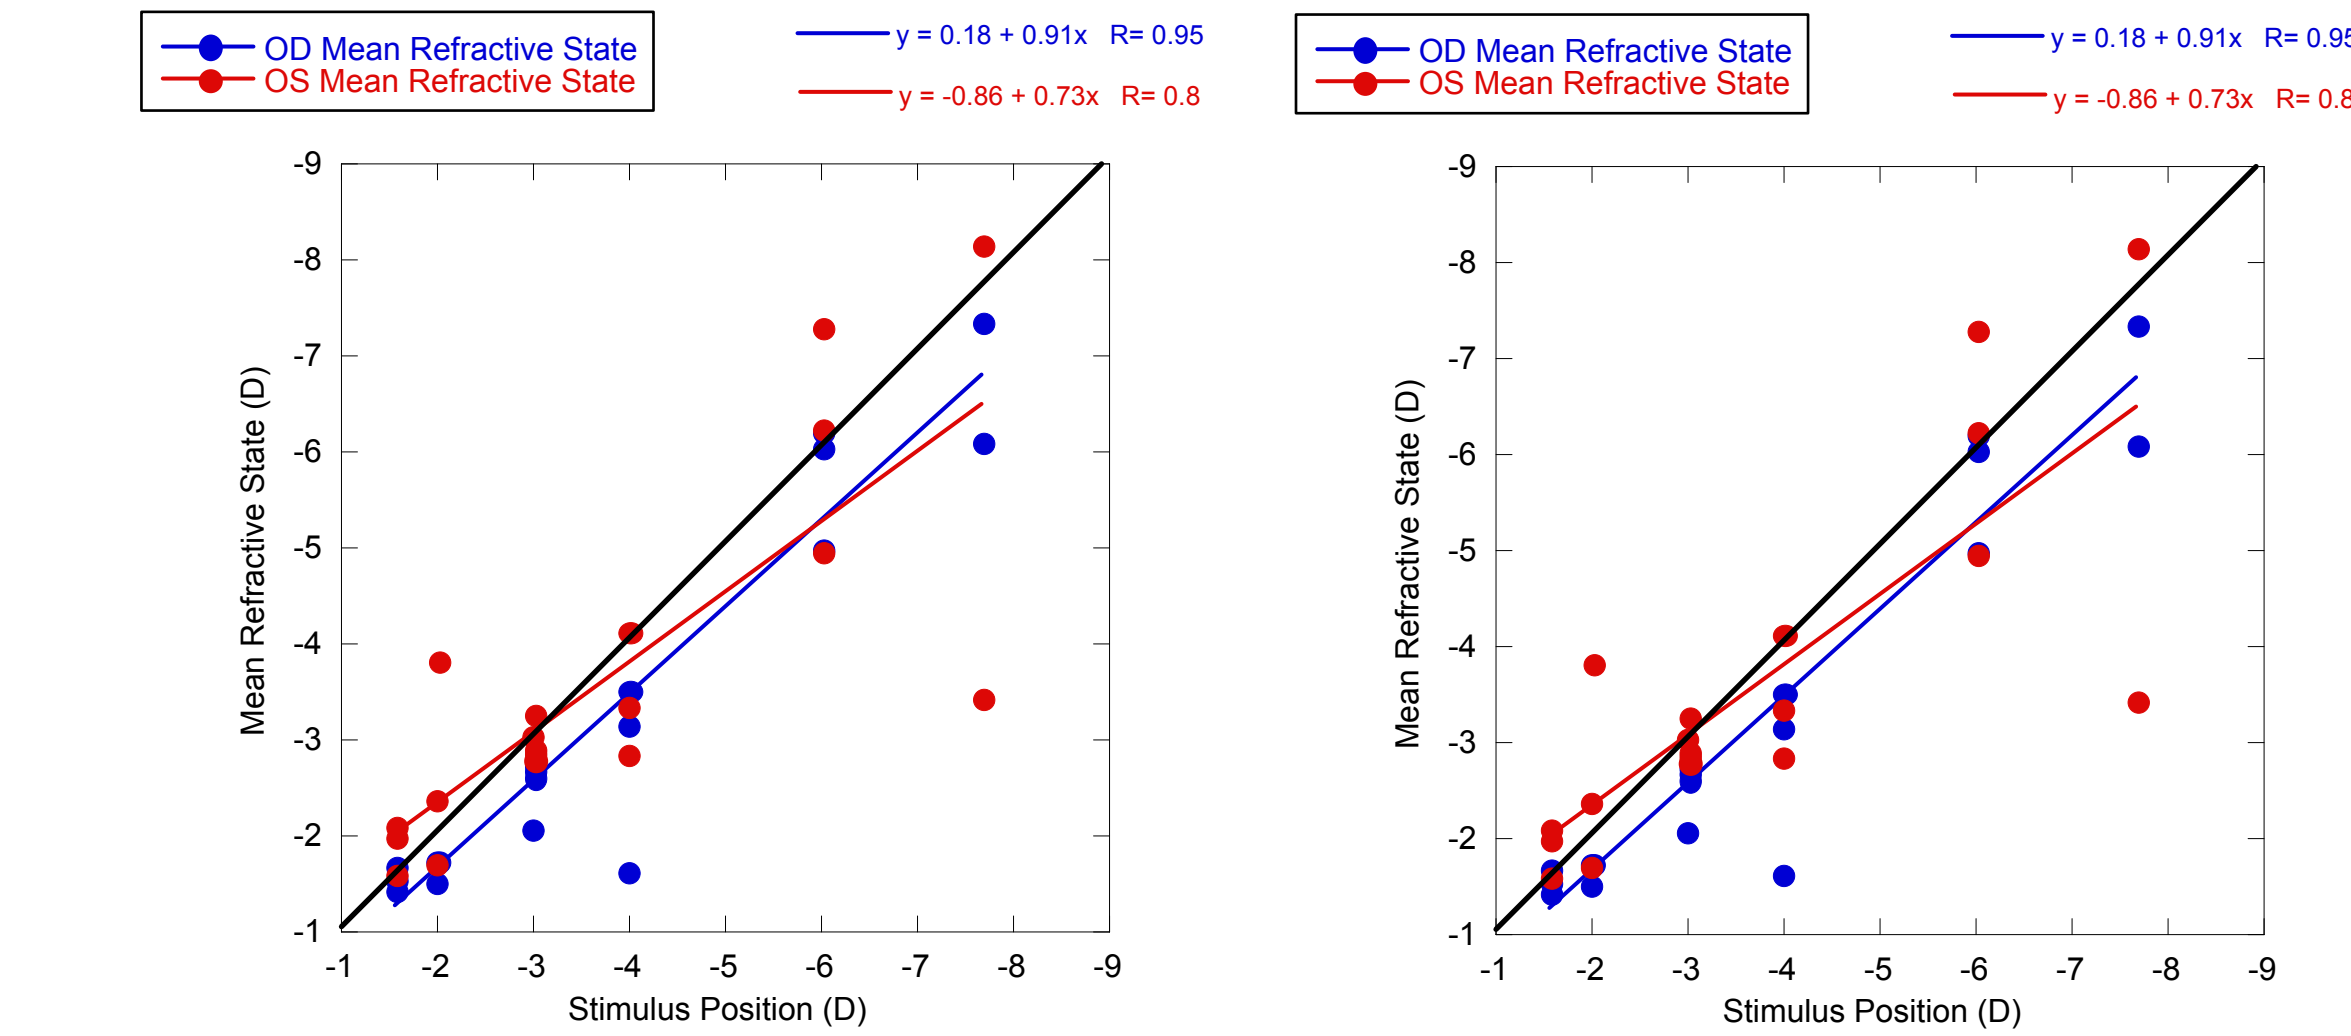 OD Mean Refractive State
OS Mean Refractive State
y = 0.18 + 0.91x R= 0.95
y = -0.86 + 0.73x R= 0.8
-9
-8
-7
-6
-5
-4
-3
-2
-1
Mean Refractive State (D)
-1 -2 -3 -4 -5 -6 -7 -8 -9
Stimulus Position (D)
OD Mean Refractive State
OS Mean Refractive State
y = 0.18 + 0.91x R= 0.95
y = -0.86 + 0.73x R= 0.8
-9
-8
-7
-6
-5
-4
-3
-2
-1
Mean Refractive State (D)
-1 -2 -3 -4 -5 -6 -7 -8 -9
Stimulus Position (D)